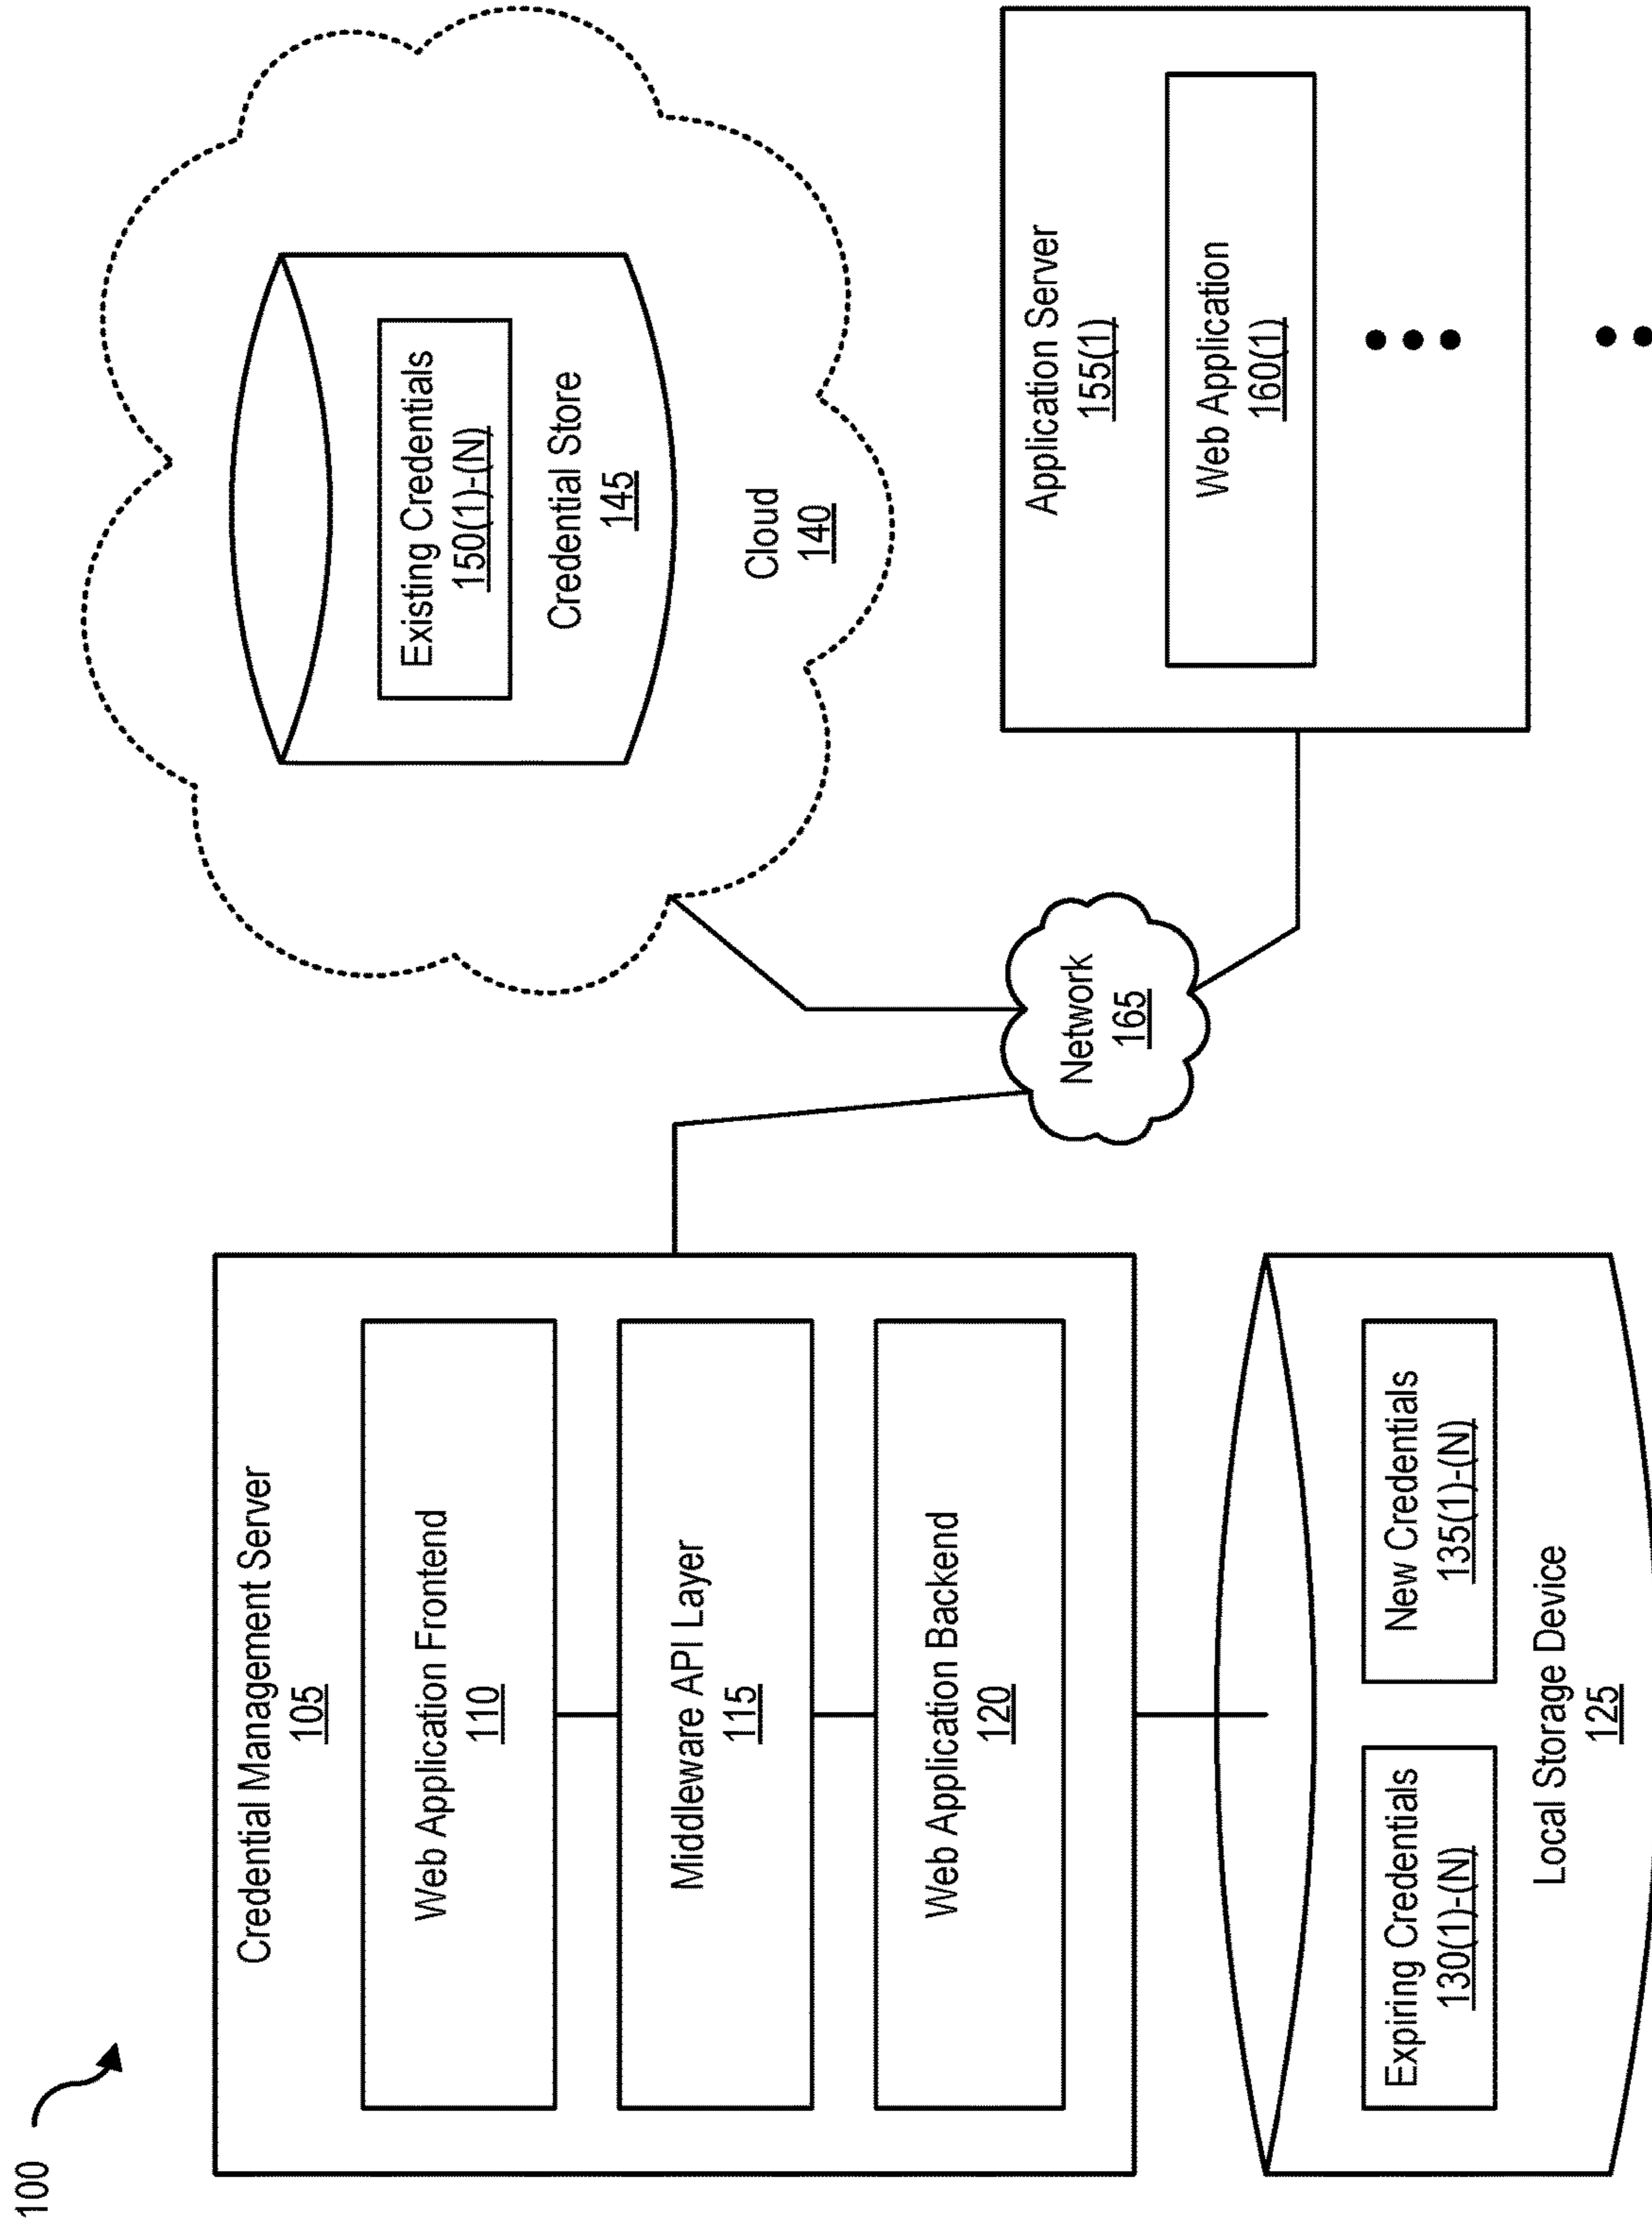 100
Credential Management Server
105
Web Application Frontend
110
Middleware API Layer
115
Web Application Backend
120
Expiring Credentials
130(1)-(N)
New Credentials
135(1)-(N)
Local Storage Device
125
Network
165
Existing Credentials
150(1)-(N)
Credential Store
145
Cloud
140
Application Server
155(1)
Web Application
160(1)